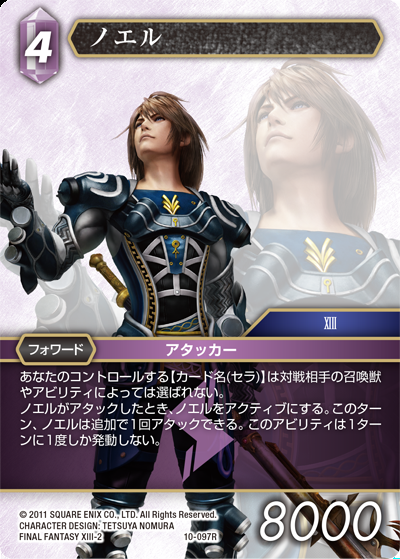 4
ノエル
XIII
フォワード
アタッカー
あなたのコントロールする【カード名(セラ)】は対戦相手の召喚獣
やアビリティによっては選ばれない。
ノエルがアタックしたとき、ノエルをアクティブにする。このター
ン、ノエルは追加で1回アタックできる。このアビリティは1ター
ンに1度しか発動しない。
© 2011 SQUARE ENIX CO., LTD. All Rights Reserved.
CHARACTER DESIGN: TETSUYA NOMURA
FINAL FANTASY XIII-2
10-097R
8000